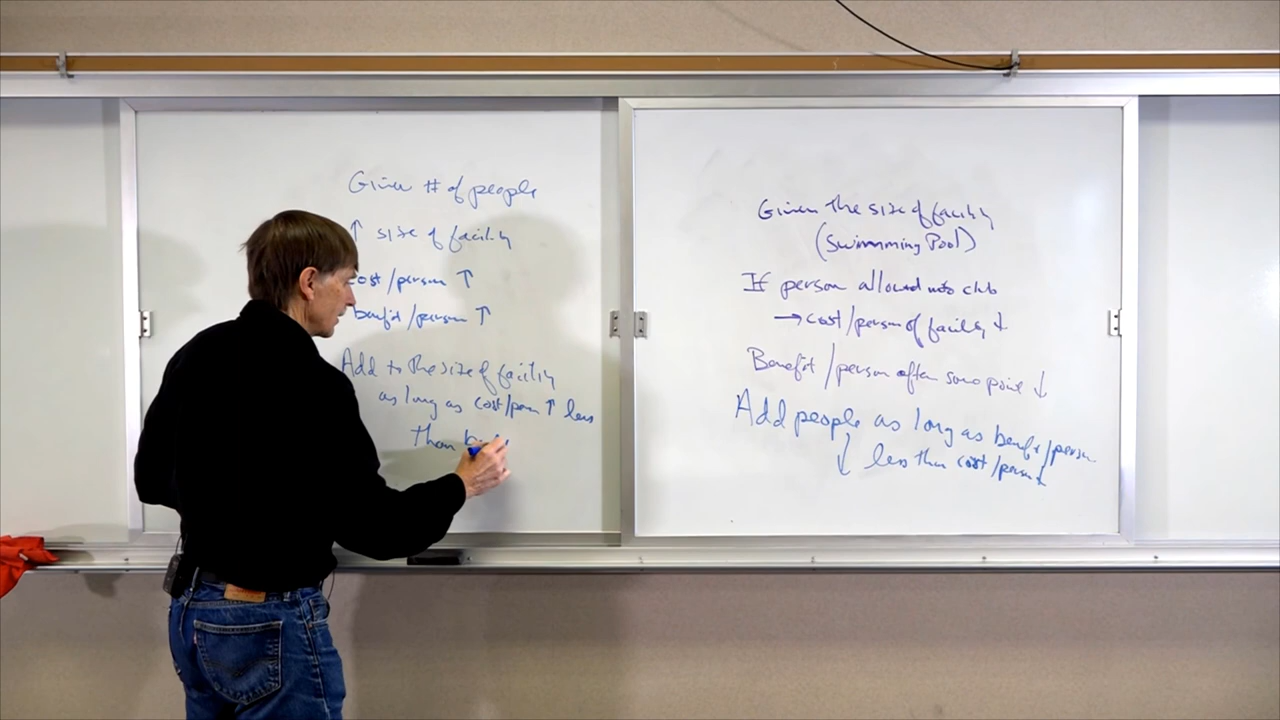 Given # of people
↑ size of facility
cost/person ↑
benefit/person ↑
Add to the size of facility
as long as cost/person ↑ less
than
Given the size of facility
(Swimming Pool)
If person allowed into club
→ cost/person of facility ↓
Benefit/person after some point ↓
Add people as long as benefit/person
↓ less than cost/person ↓